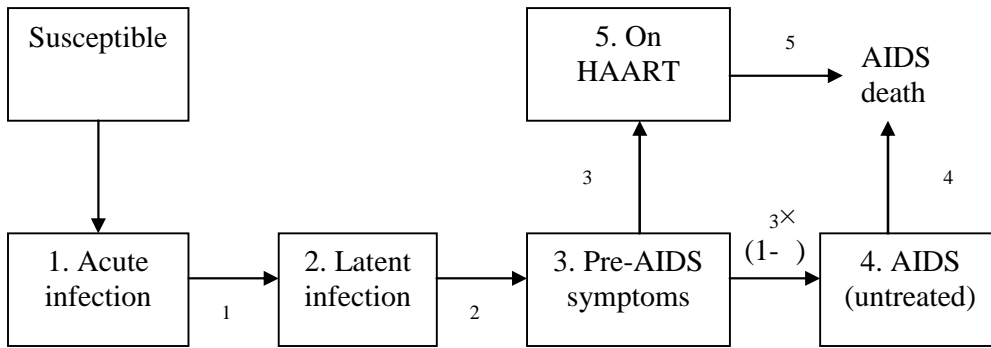 Susceptible
5. On
HAART
5
AIDS
death
3
4
3×
(1- )
1. Acute
infection
1
2. Latent
infection
2
3. Pre-AIDS
symptoms
4. AIDS
(untreated)